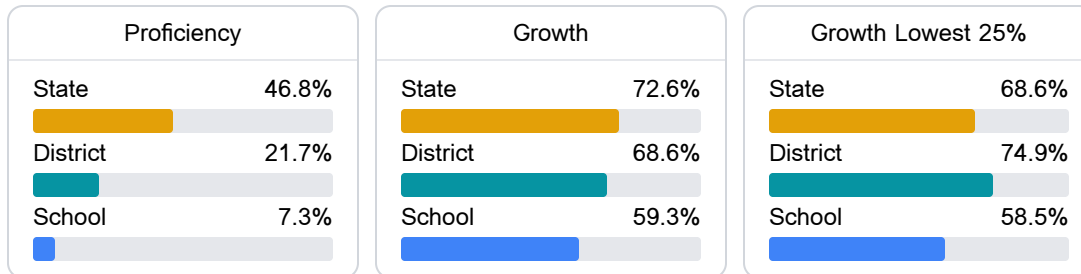 Proficiency
State 46.8%
District 21.7%
School 7.3%
Growth
State 72.6%
District 68.6%
School 59.3%
Growth Lowest 25%
State 68.6%
District 74.9%
School 58.5%